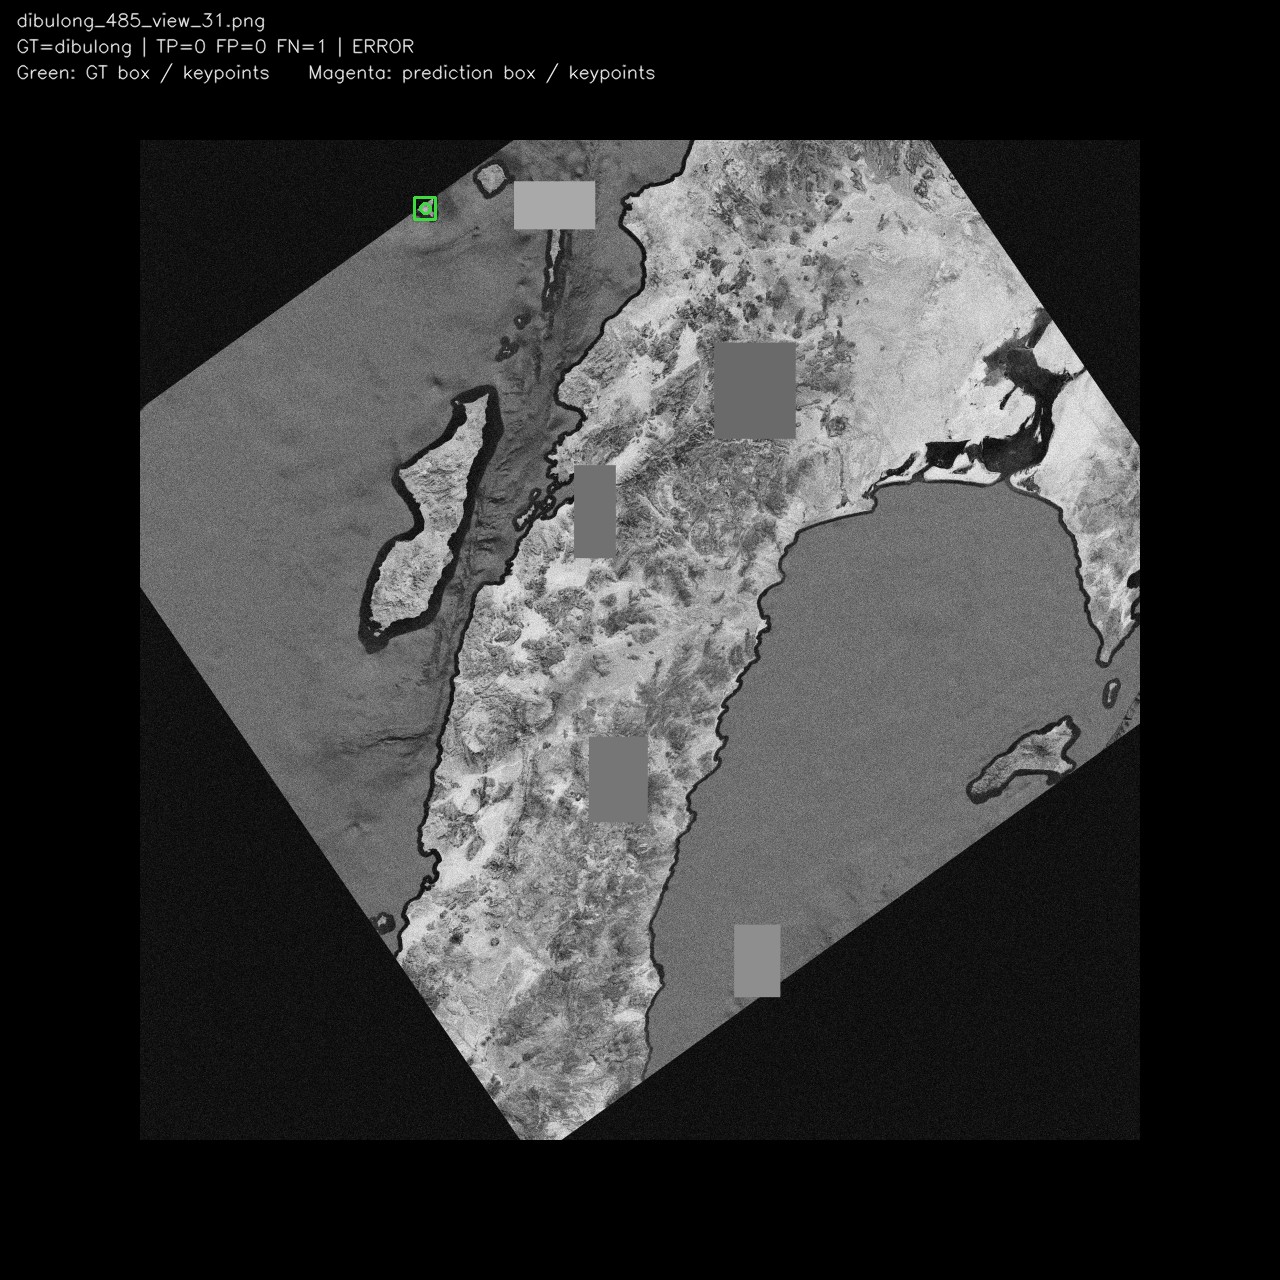 dibulong_485_view_31.png
GT=dibulong | TP=0 FP=0 FN=1 | ERROR
Green: GT box / keypoints Magenta: prediction box / keypoints